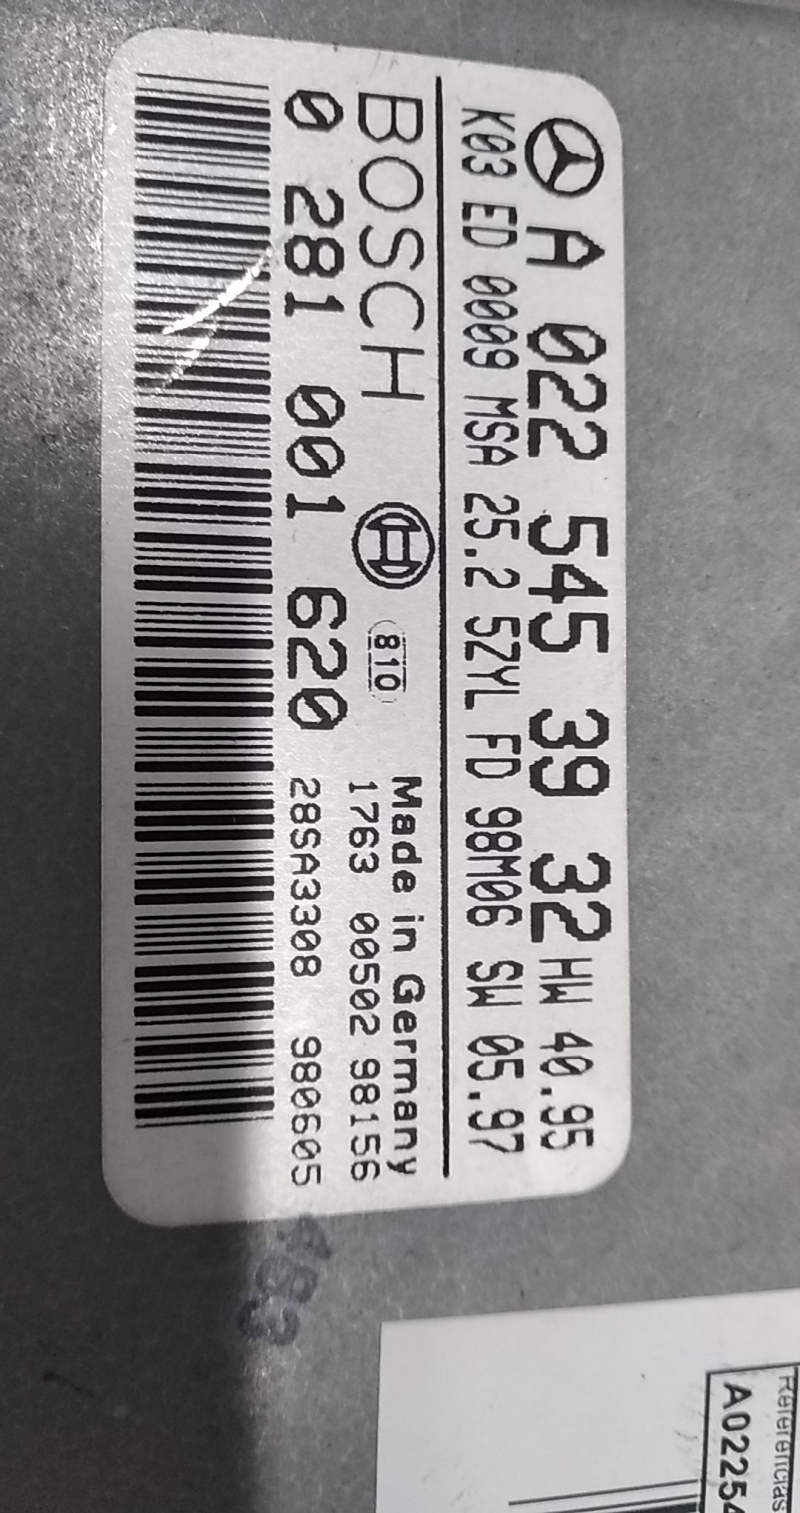 A 022 545 39 32 HW 40.95
K03 ED 0009 MSA 25.2 5ZYL FD 98M06 SW 05.97
BOSCH 810 Made in Germany
1763 00502 98156
0 281 001 620 28SA3308 980605
483
Referencias
A02254